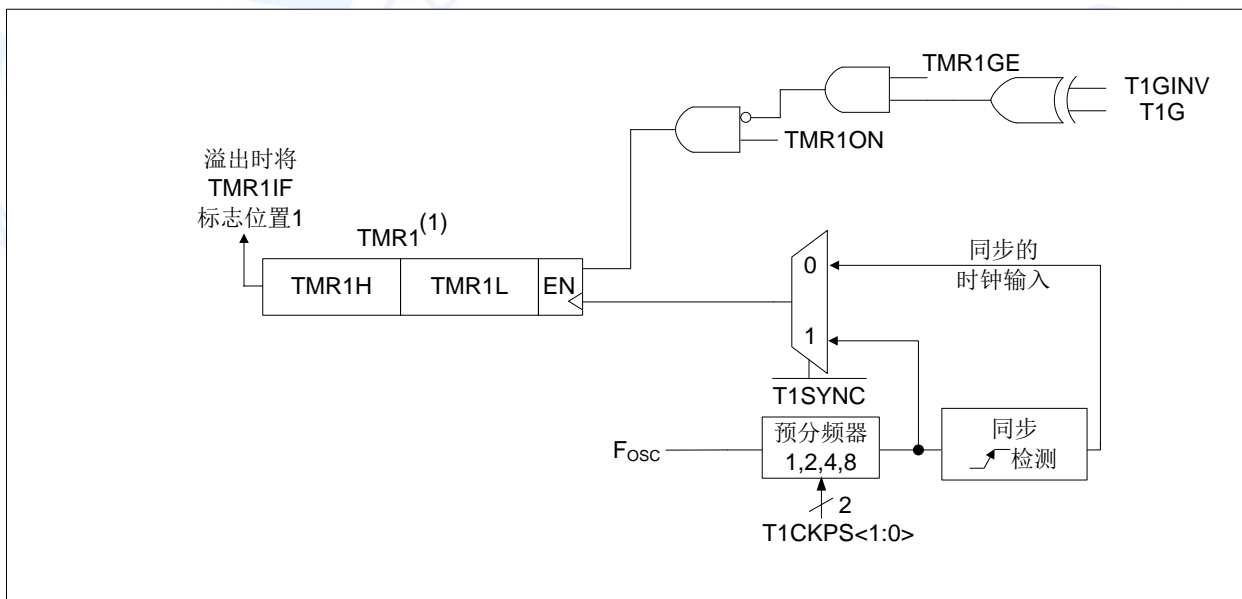 TMR1GE
T1GINV
T1G
TMR1ON
溢出时将
TMR1IF
标志位置1
TMR1(1)
TMR1H
TMR1L
EN
0
1
同步的
时钟输入
T1SYNC
FOSC
预分频器
1,2,4,8
同步
检测
2
T1CKPS<1:0>